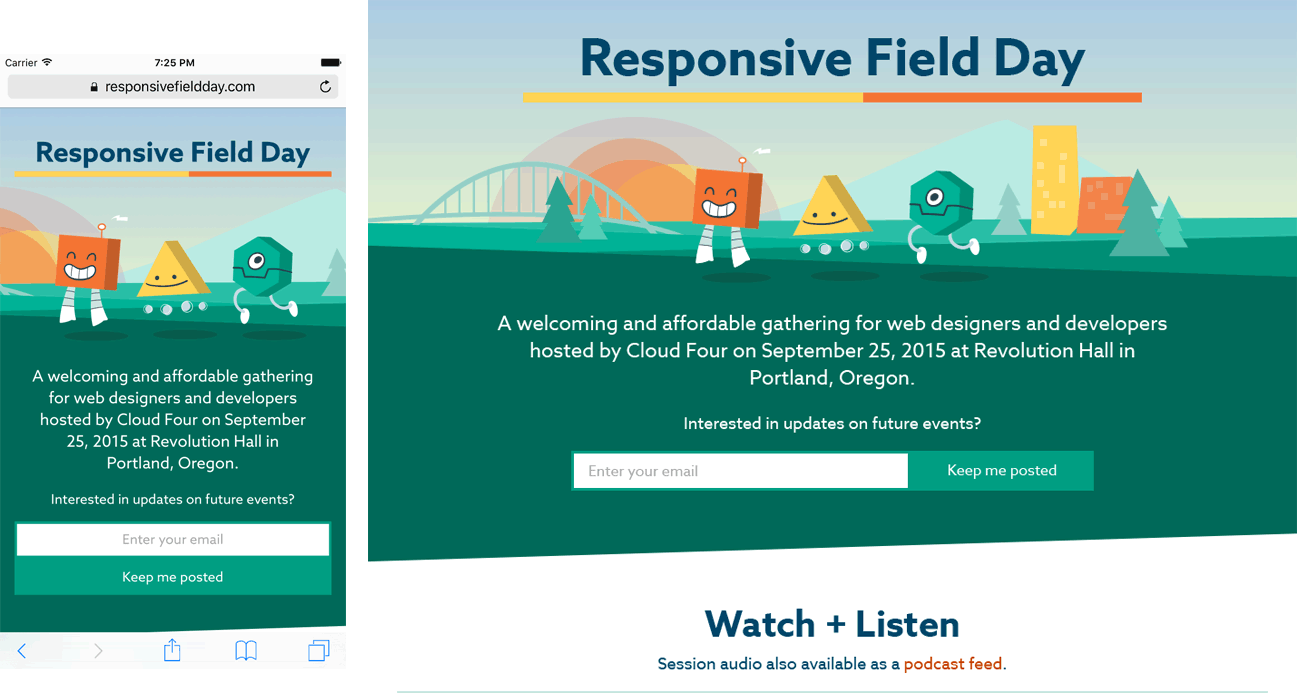 Carrier
7:25 PM
responsivefieldday.com
Responsive Field Day
A welcoming and affordable gathering
for web designers and developers
hosted by Cloud Four on September
25, 2015 at Revolution Hall in
Portland, Oregon.
Interested in updates on future events?
Enter your email
Keep me posted
Responsive Field Day
A welcoming and affordable gathering for web designers and developers
hosted by Cloud Four on September 25, 2015 at Revolution Hall in
Portland, Oregon.
Interested in updates on future events?
Enter your email
Keep me posted
Watch + Listen
Session audio also available as a podcast feed.